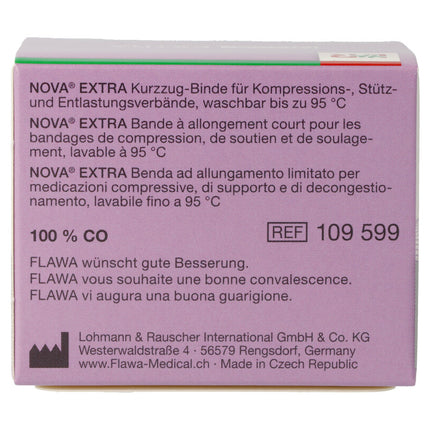 NOVA® EXTRA Kurzzug-Binde für Kompressions-, Stütz-
und Entlastungsverbände, waschbar bis zu 95 °C
NOVA® EXTRA Bande à allongement court pour les
bandages de compression, de soutien et de soulage-
ment, lavable à 95 °C
NOVA® EXTRA Benda ad allungamento limitato per
medicazioni compressive, di supporto e di decongestio-
namento, lavabile fino a 95 °C
100 % CO
REF 109 599
FLAWA wünscht gute Besserung.
FLAWA vous souhaite une bonne convalescence.
FLAWA vi augura una buona guarigione.
Lohmann & Rauscher International GmbH & Co. KG
Westerwaldstraße 4 - 56579 Rengsdorf, Germany
www.Flawa-Medical.ch - Made in Czech Republic